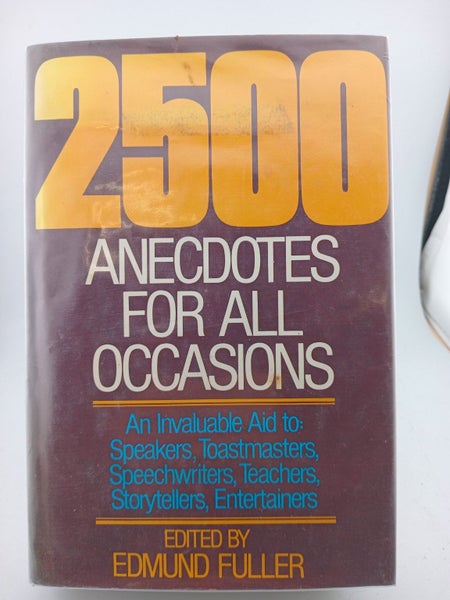 2500
ANECDOTES
FOR ALL
OCCASIONS
An Invaluable Aid to:
Speakers, Toastmasters,
Speechwriters, Teachers,
Storytellers, Entertainers
EDITED BY
EDMUND FULLER